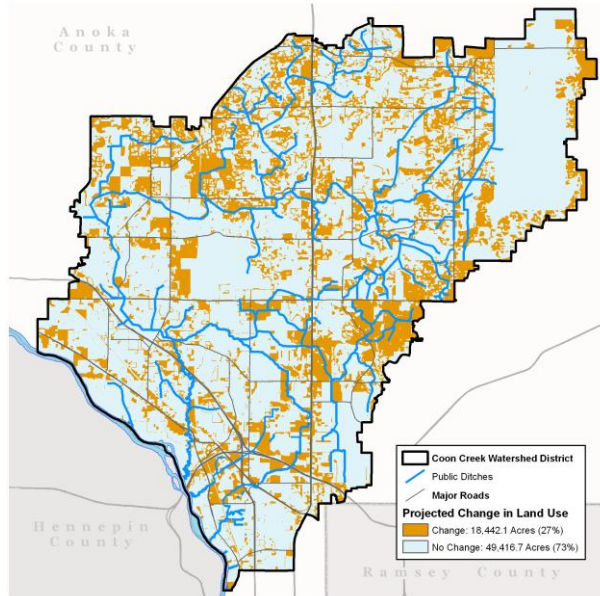 Anoka
County
Coon Creek Watershed District
Public Ditches
Major Roads
Projected Change in Land Use
Change: 18,442.1 Acres (27%)
No Change: 49,416.7 Acres (73%)
Hennepin
County
Ramsey County